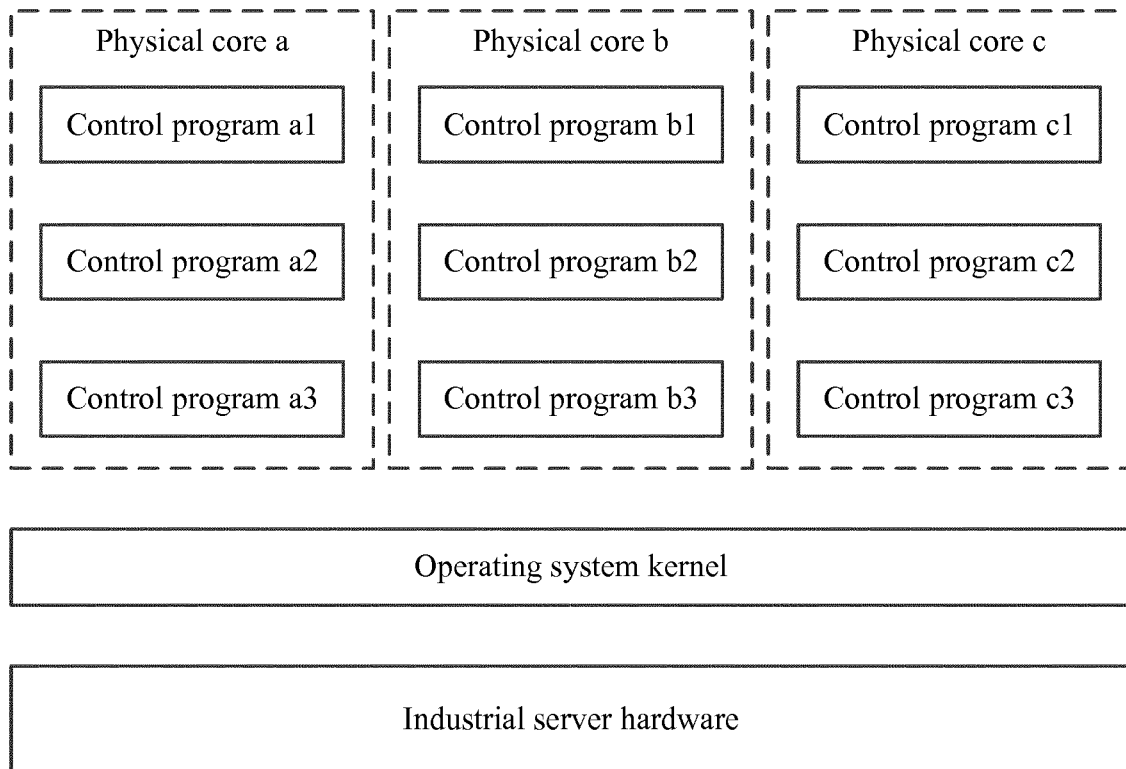 Physical core a
Physical core b
Physical core c
Control program a1
Control program b1
Control program c1
Control program a2
Control program b2
Control program c2
Control program a3
Control program b3
Control program c3
Operating system kernel
Industrial server hardware